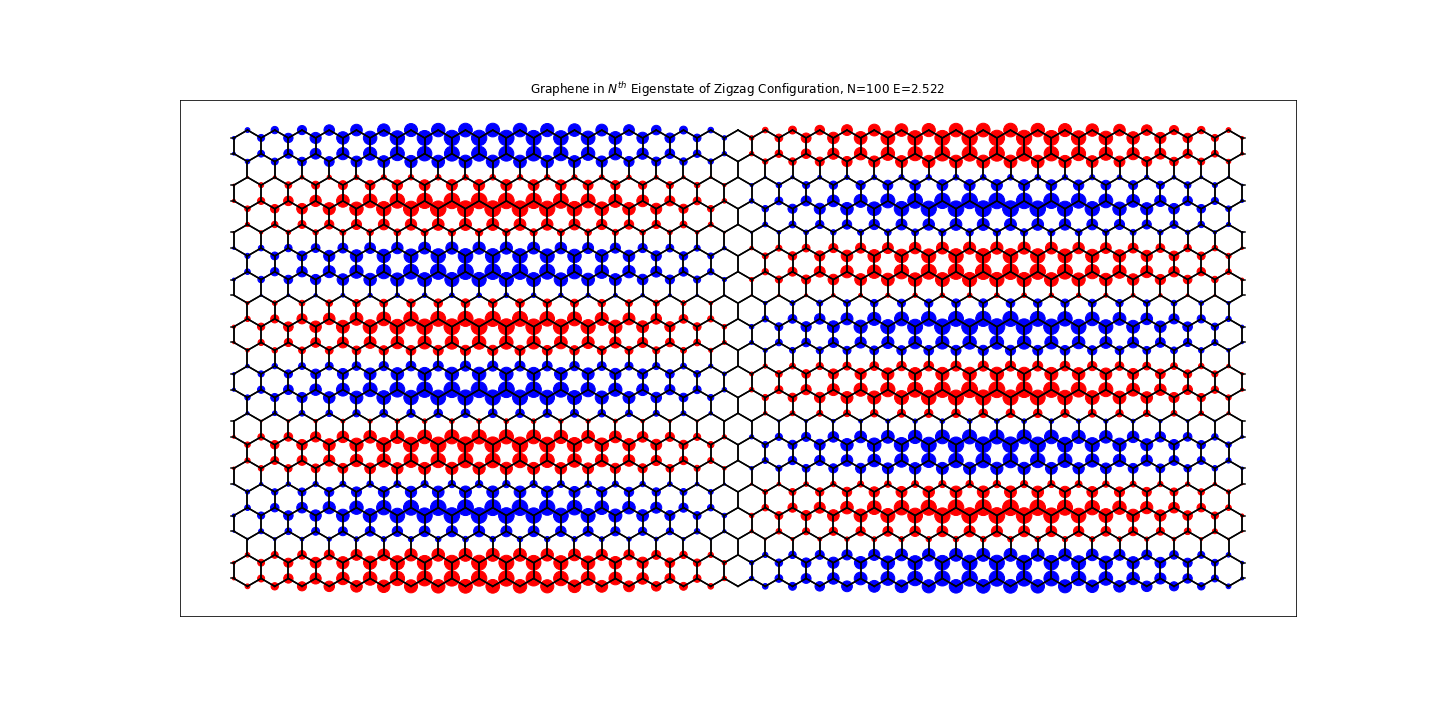 Graphene in $N^{th}$ Eigenstate of Zigzag Configuration, N=100 E=2.522